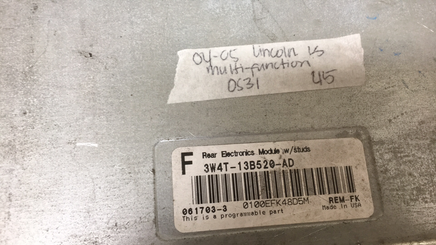 04-05 Lincoln LS
multi-function
0531 45
F Rear Electronics Module w/studs
3W4T-13B520-AD
061703-3 0100EFK48D5M REM-FK
This is a programmable part Made in USA